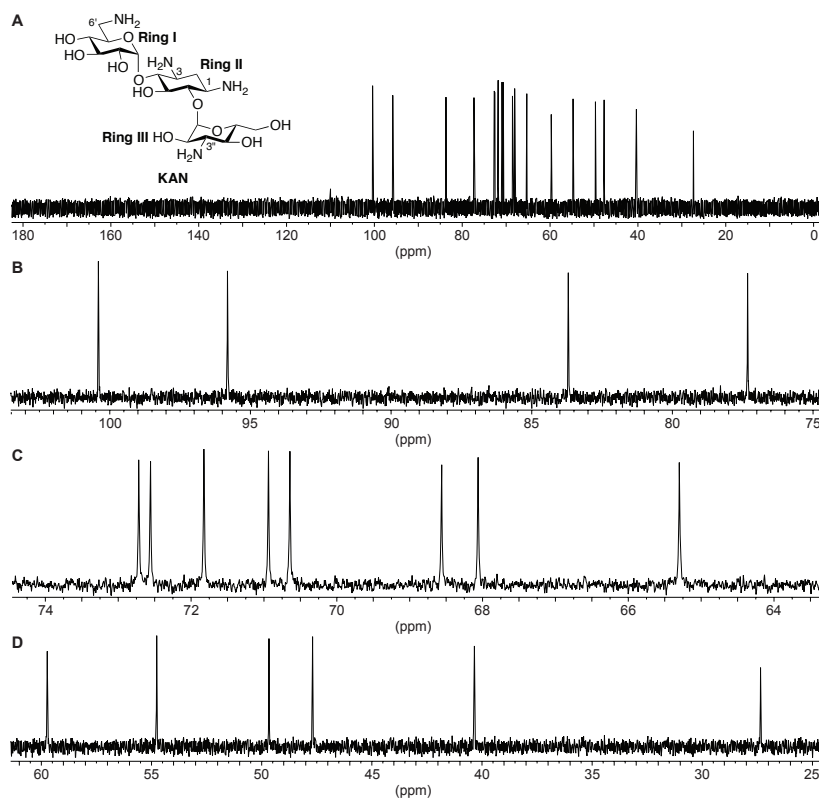 A
6' NH₂
HO O Ring I
HO
HO H₂N Ring II
3
O 1
HO NH₂
O
Ring III HO O OH
H₂N 3" OH
KAN
180 160 140 120 100 80 60 40 20 0
(ppm)
B
100 95 90 85 80 75
(ppm)
C
74 72 70 68 66 64
(ppm)
D
60 55 50 45 40 35 30 25
(ppm)